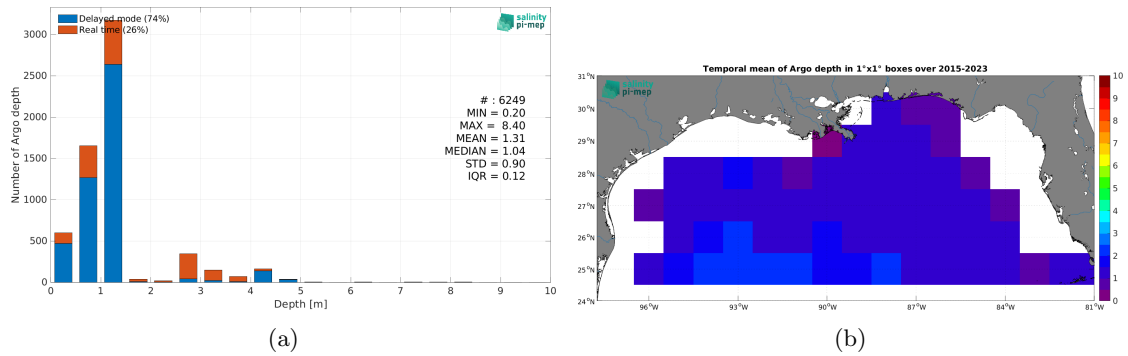 Delayed mode (74%)
Real time (26%)
salinity
pi-mep
# : 6249
MIN = 0.20
MAX = 8.40
MEAN = 1.31
MEDIAN = 1.04
STD = 0.90
IQR = 0.12
Number of Argo depth
3000
2500
2000
1500
1000
500
0
0 1 2 3 4 5 6 7 8 9 10
Depth [m]
(a)
Temporal mean of Argo depth in 1°x1° boxes over 2015-2023
salinity
pi-mep
31°N
30°N
29°N
28°N
27°N
26°N
25°N
24°N
96°W 93°W 90°W 87°W 84°W 81°W
10
9
8
7
6
5
4
3
2
1
0
(b)